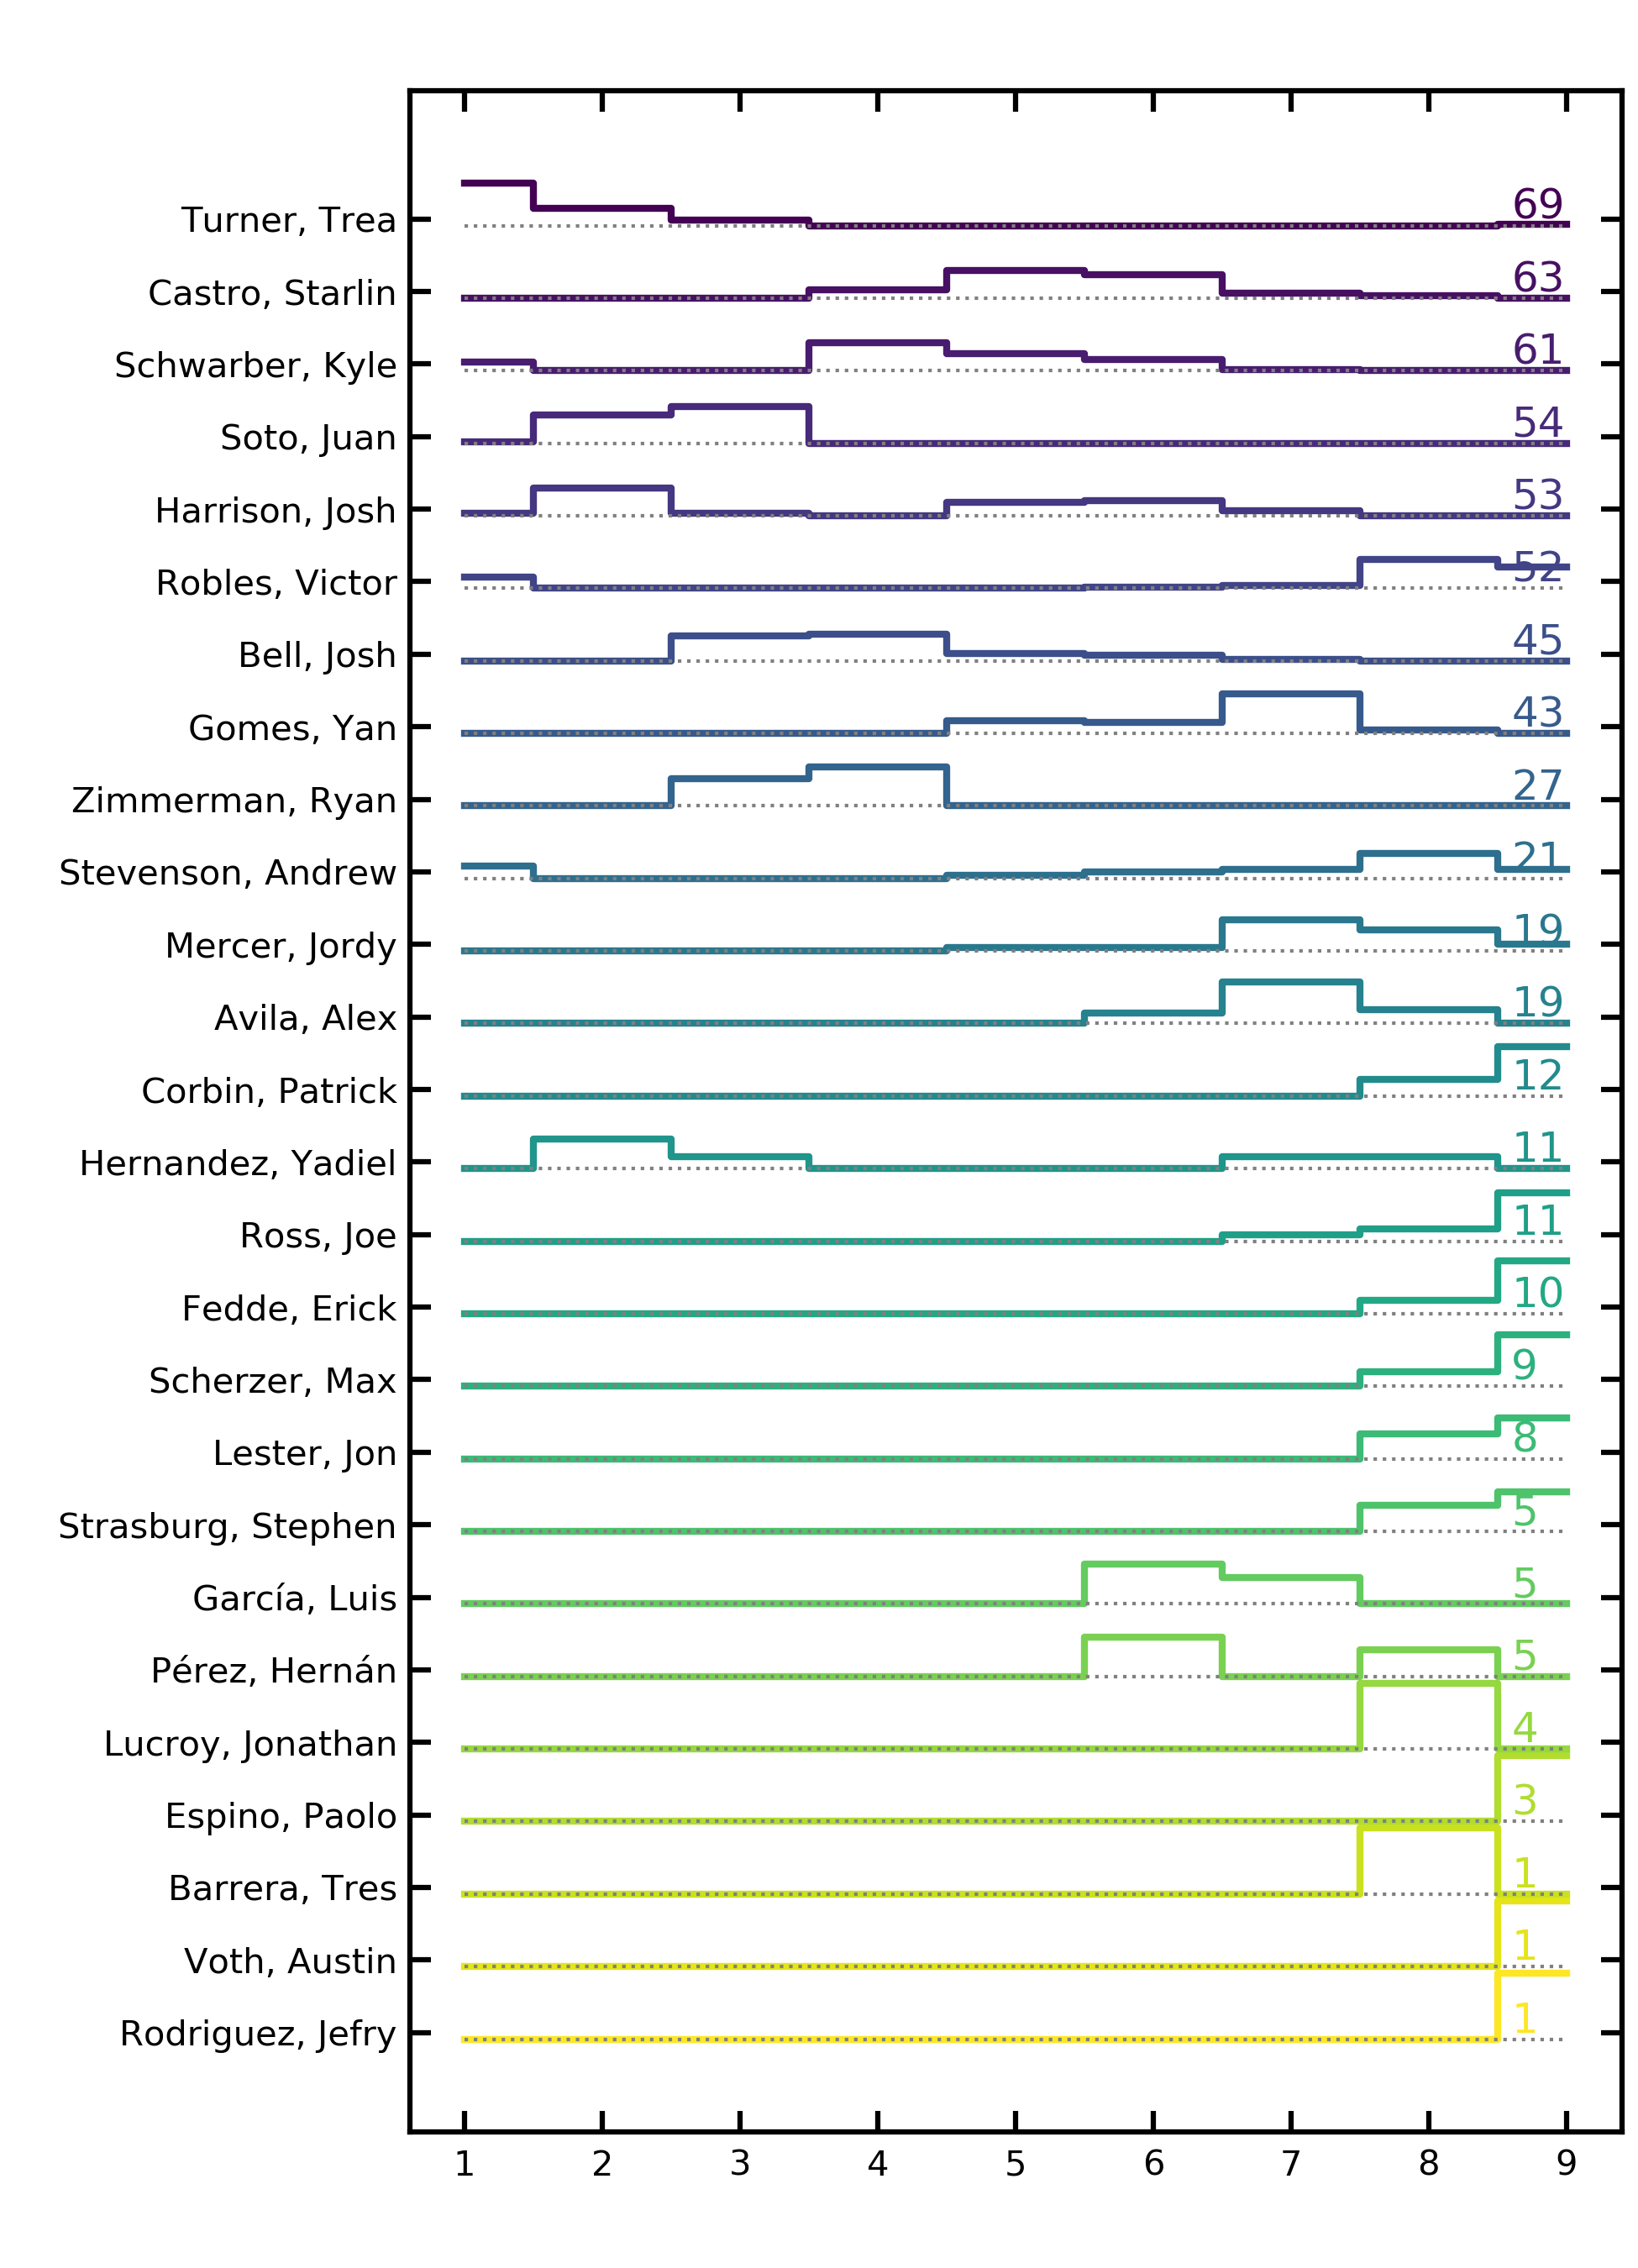 Turner, Trea 69
Castro, Starlin 63
Schwarber, Kyle 61
Soto, Juan 54
Harrison, Josh 53
Robles, Victor 52
Bell, Josh 45
Gomes, Yan 43
Zimmerman, Ryan 27
Stevenson, Andrew 21
Mercer, Jordy 19
Avila, Alex 19
Corbin, Patrick 12
Hernandez, Yadiel 11
Ross, Joe 11
Fedde, Erick 10
Scherzer, Max 9
Lester, Jon 8
Strasburg, Stephen 5
García, Luis 5
Pérez, Hernán 5
Lucroy, Jonathan 4
Espino, Paolo 3
Barrera, Tres 1
Voth, Austin 1
Rodriguez, Jefry 1
1 2 3 4 5 6 7 8 9